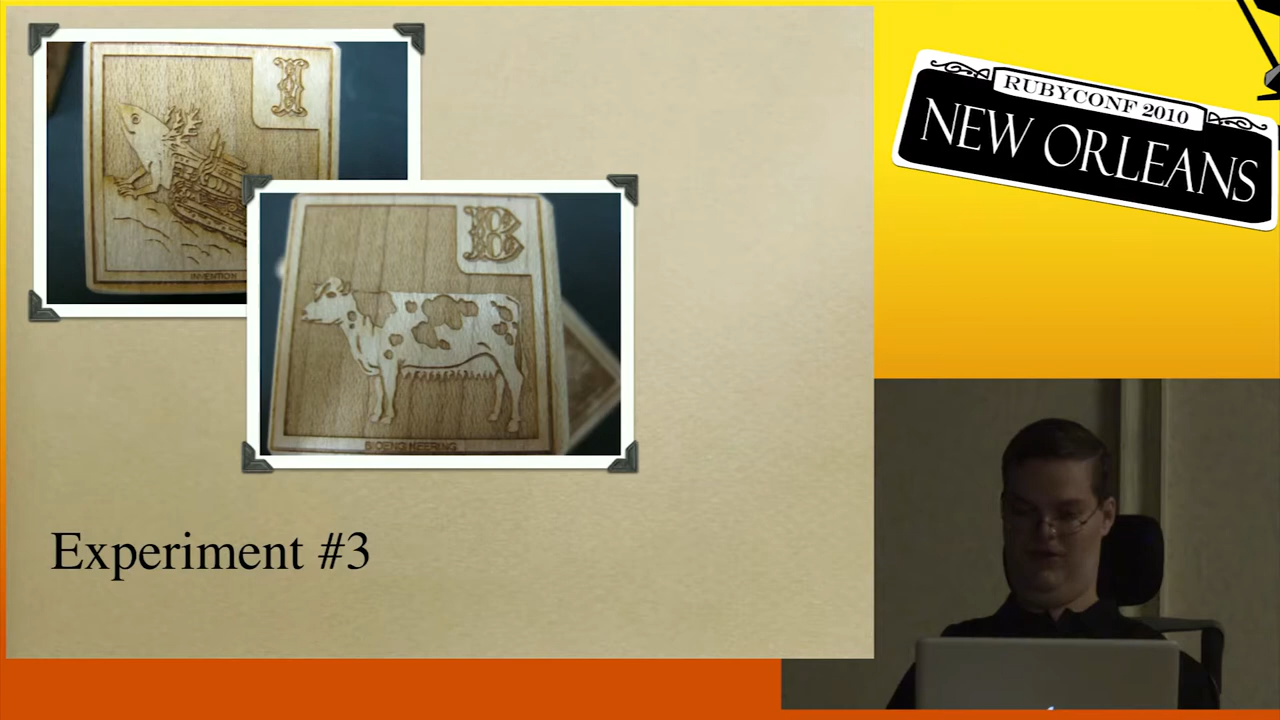 I
INVENTION
B
BIOENGINEERING
Experiment #3
RUBYCONF 2010
NEW ORLEANS